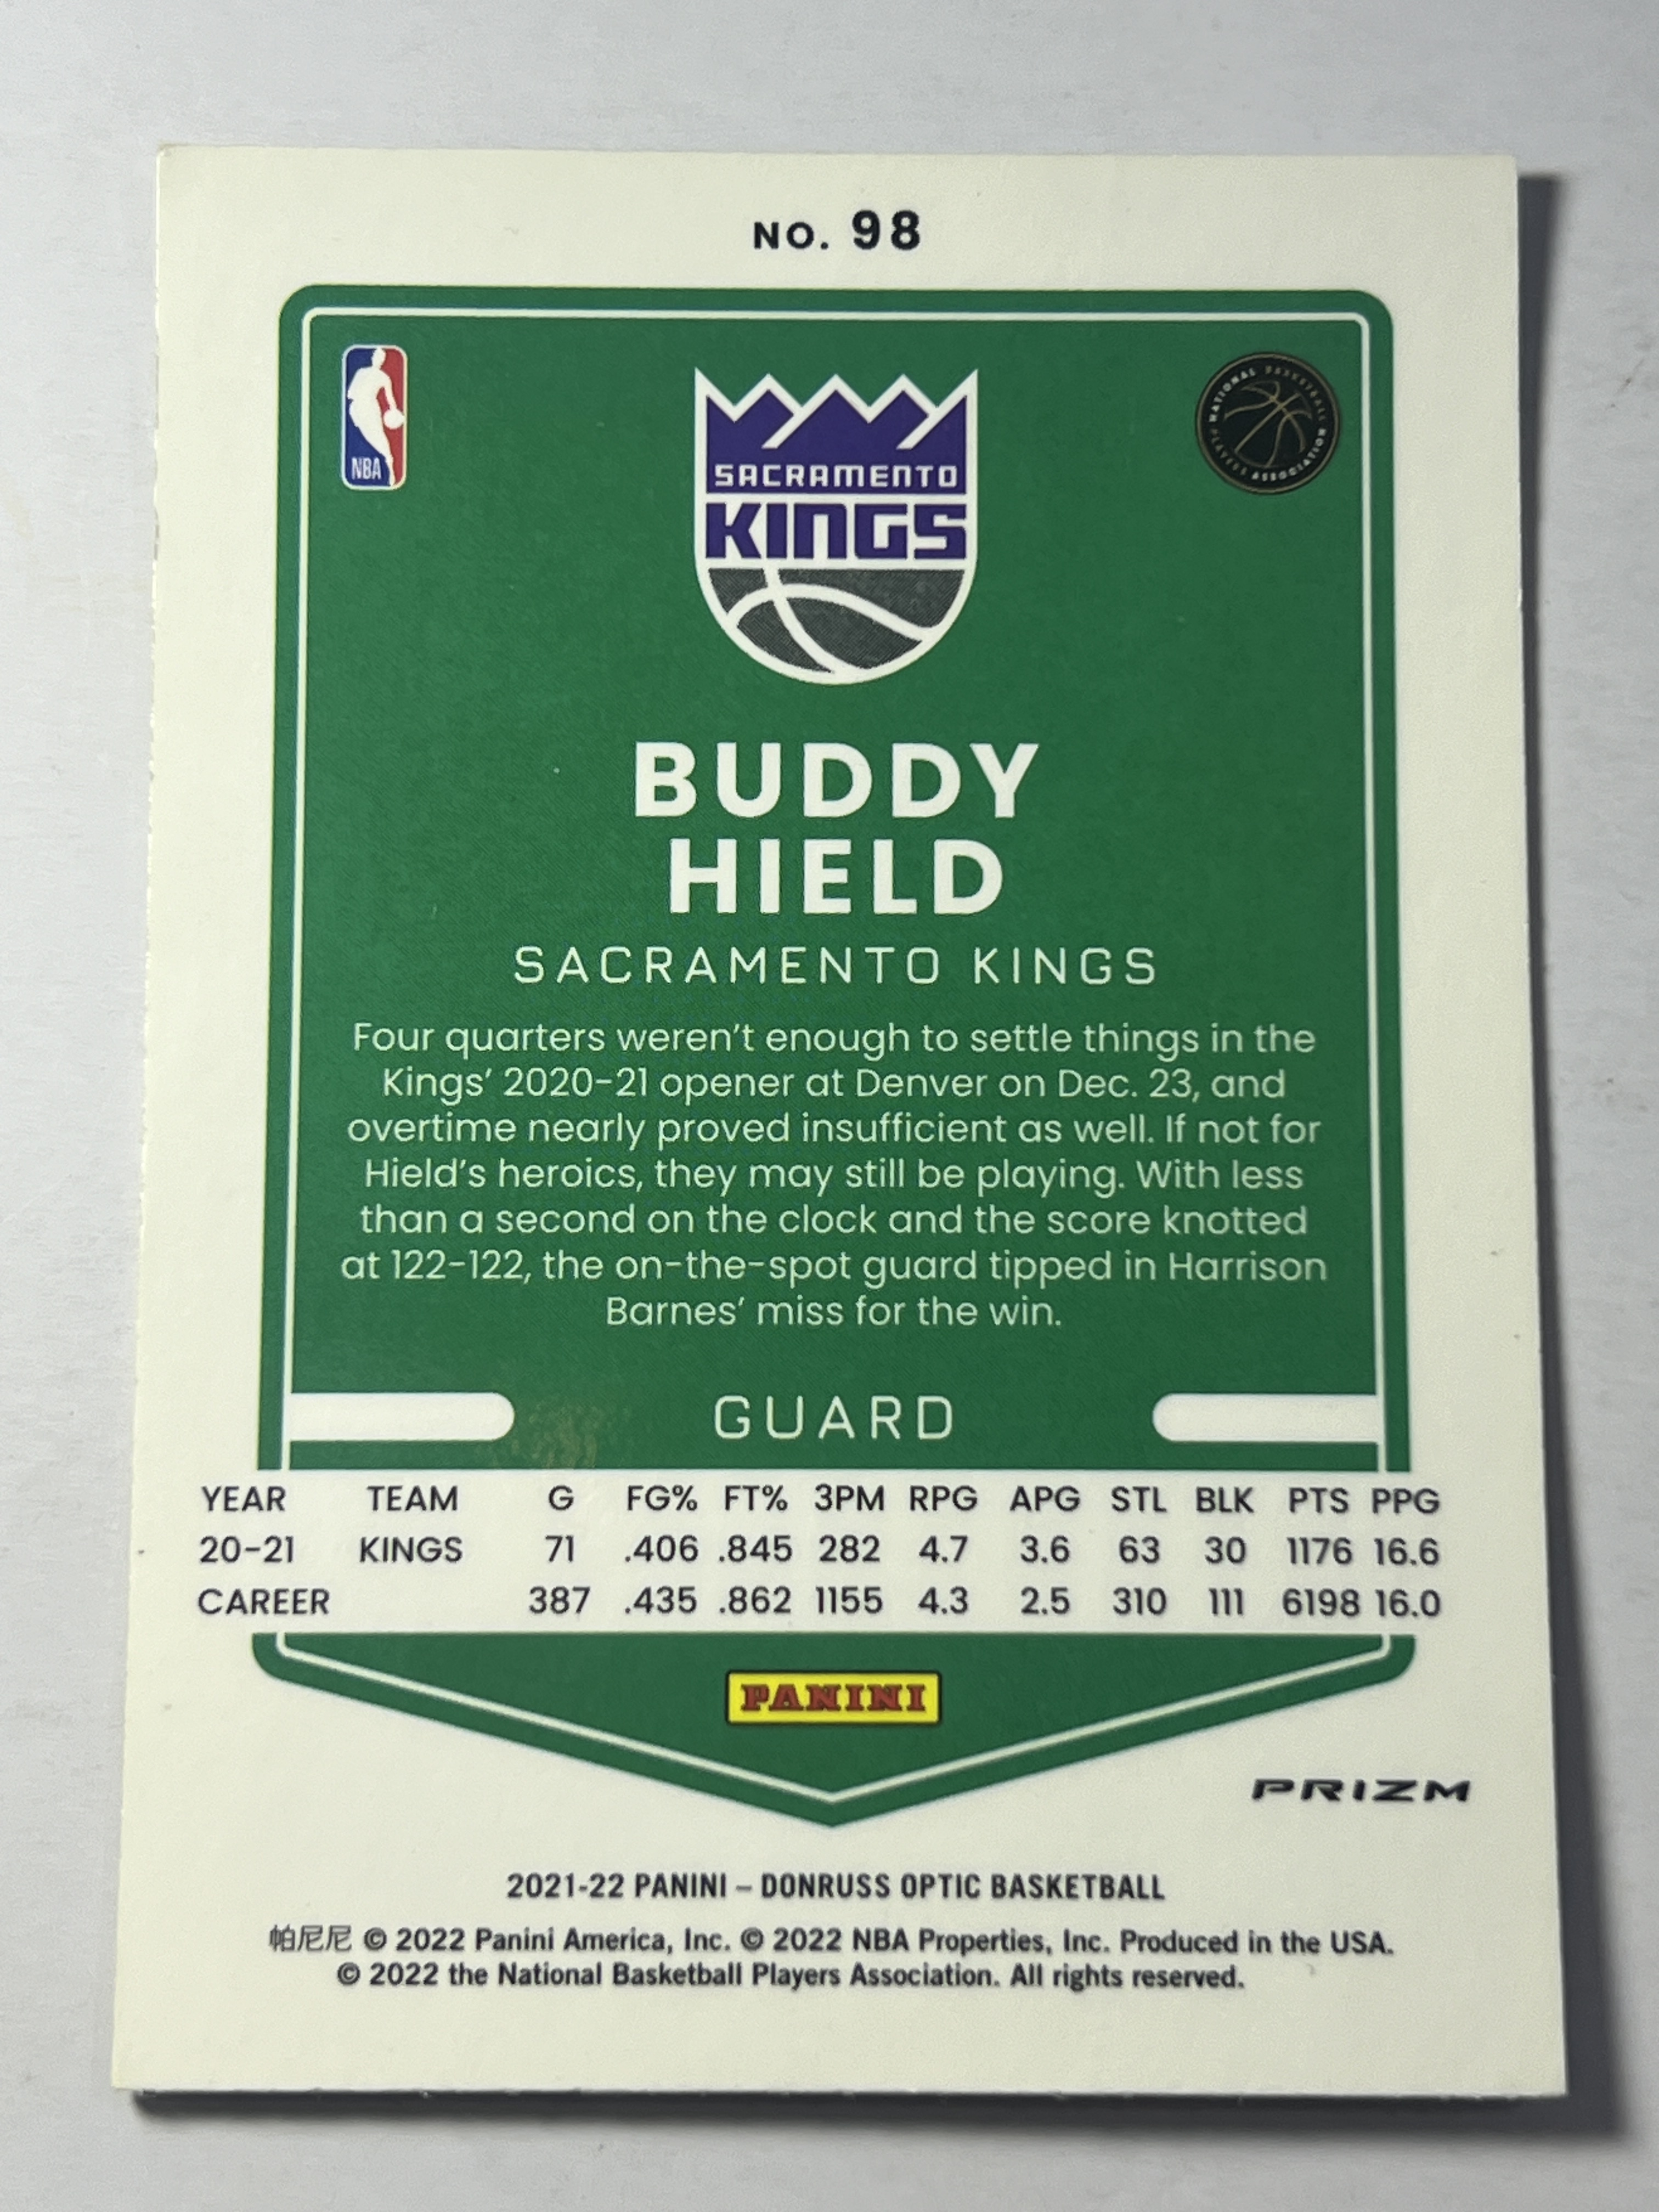 NO. 98
NBA
NATIONAL BASKETBALL
PLAYERS ASSOCIATION
SACRAMENTO
KINGS
BUDDY
HIELD
SACRAMENTO KINGS
Four quarters weren't enough to settle things in the
Kings' 2020-21 opener at Denver on Dec. 23, and
overtime nearly proved insufficient as well. If not for
Hield's heroics, they may still be playing. With less
than a second on the clock and the score knotted
at 122-122, the on-the-spot guard tipped in Harrison
Barnes' miss for the win.
GUARD
YEAR TEAM G FG% FT% 3PM RPG APG STL BLK PTS PPG
20-21 KINGS 71 .406 .845 282 4.7 3.6 63 30 1176 16.6
CAREER 387 .435 .862 1155 4.3 2.5 310 111 6198 16.0
PANINI
PRIZM
2021-22 PANINI – DONRUSS OPTIC BASKETBALL
帕尼尼 © 2022 Panini America, Inc. © 2022 NBA Properties, Inc. Produced in the USA.
© 2022 the National Basketball Players Association. All rights reserved.